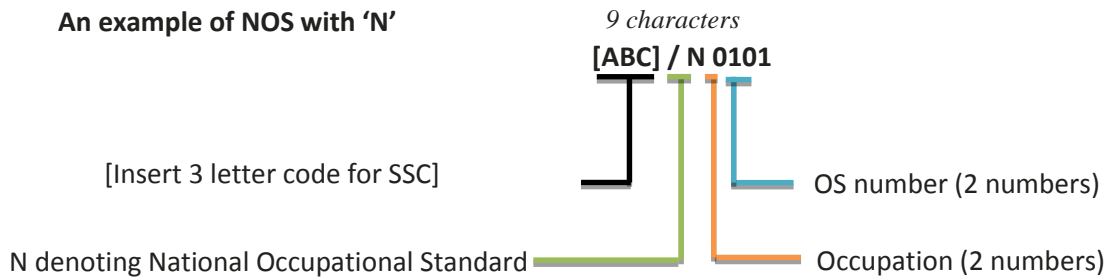 An example of NOS with ‘N’
9 characters
[ABC] / N 0101
[Insert 3 letter code for SSC]
OS number (2 numbers)
N denoting National Occupational Standard
Occupation (2 numbers)